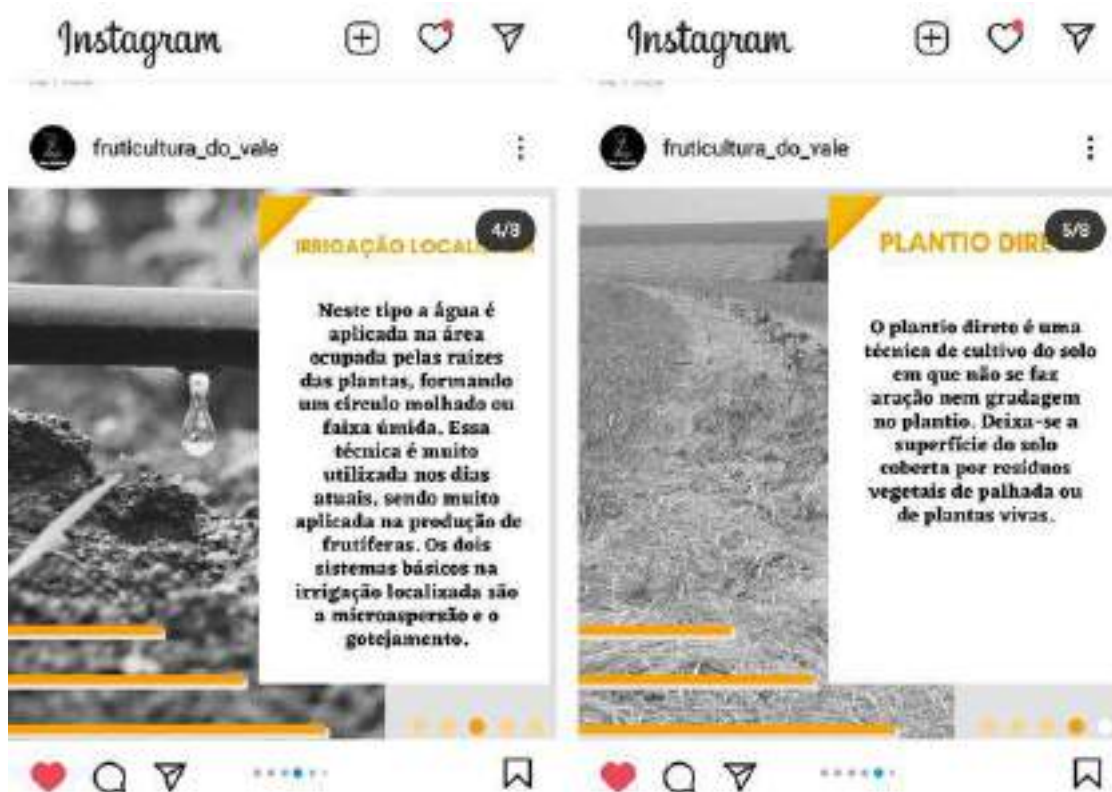 Instagram
fruticultura_do_vale
4/8
IRRIGAÇÃO
Neste tipo a água é
aplicada na área
ocupada pelas raízes
das plantas, formando
um círculo molhado ou
faixa úmida. Essa
técnica é muito
utilizada nos dias
atuais, sendo muito
aplicada na produção de
frutíferas. Os dois
sistemas básicos na
irrigação localizada são
a microaspersão e o
gotejamento.
Instagram
fruticultura_do_vale
5/8
PLANTIO
O plantio direto é uma
técnica de cultivo do solo
em que não se faz
aração nem gradagem
no plantio. Deixa-se a
superfície do solo
coberta por resíduos
vegetais de palhada ou
de plantas vivas.